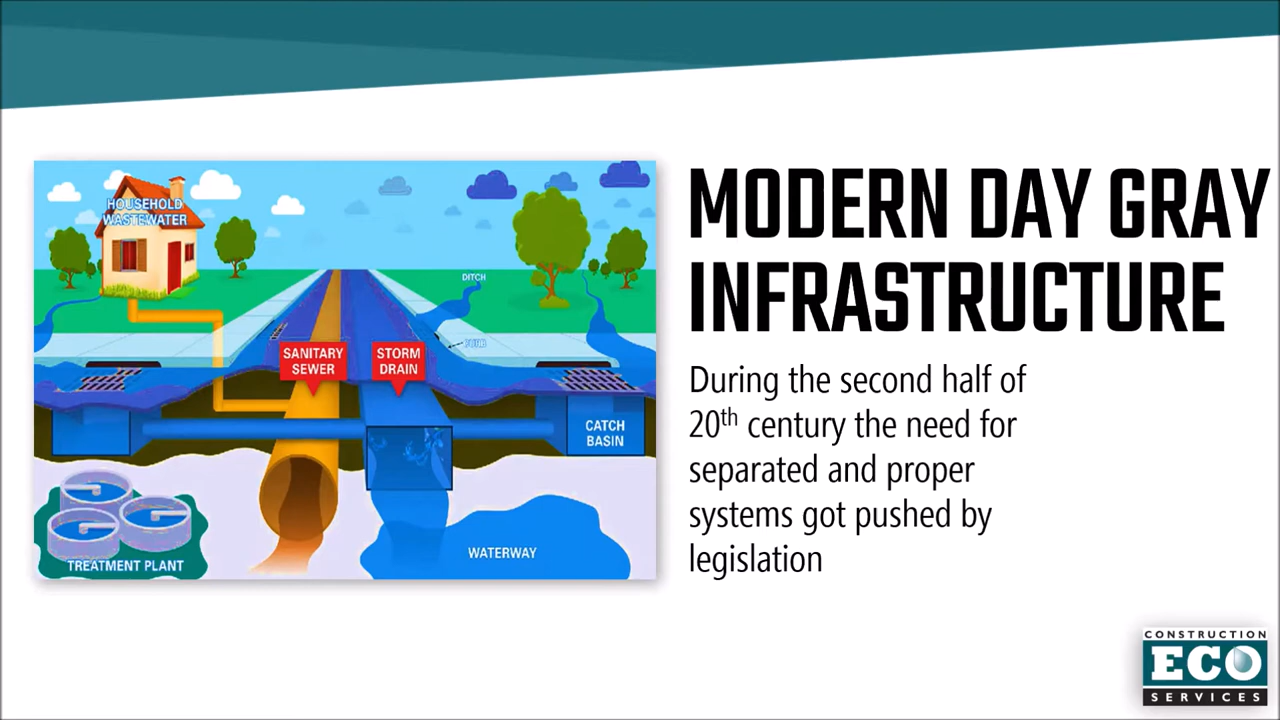 MODERN DAY GRAY
INFRASTRUCTURE
During the second half of
20th century the need for
separated and proper
systems got pushed by
legislation
HOUSEHOLD
WASTEWATER
DITCH
CURB
SANITARY
SEWER
STORM
DRAIN
CATCH
BASIN
TREATMENT PLANT
WATERWAY
CONSTRUCTION
ECO
SERVICES